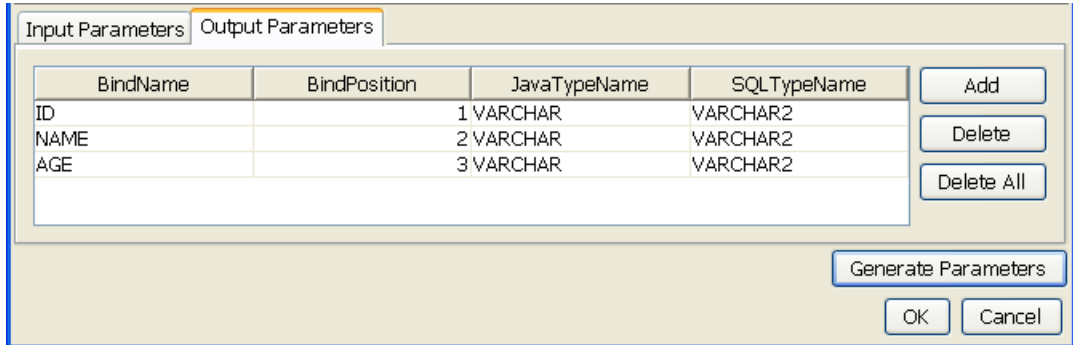 Input Parameters Output Parameters
BindName BindPosition JavaTypeName SQLTypeName Add
ID 1 VARCHAR VARCHAR2
NAME 2 VARCHAR VARCHAR2 Delete
AGE 3 VARCHAR VARCHAR2
Delete All
Generate Parameters
OK Cancel